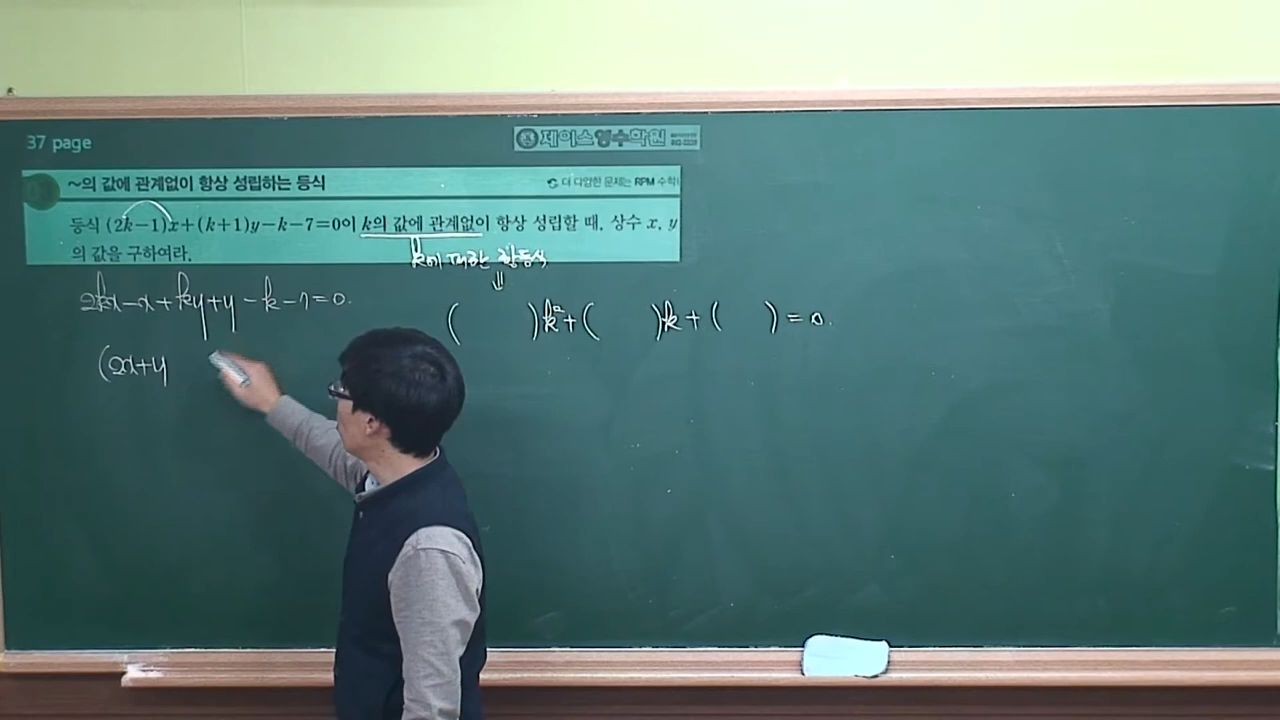 37 page
제이스영수학원
~의 값에 관계없이 항상 성립하는 등식
더 다양한 문제는 RPM 수학
등식 (2k-1)x+(k+1)y-k-7=0이 k의 값에 관계없이 항상 성립할 때, 상수 x, y
의 값을 구하여라.
k에 대한 항등식
⇓
2kx-x+ky+y-k-7=0.
( )k²+( )k+( )=0.
(2x+y